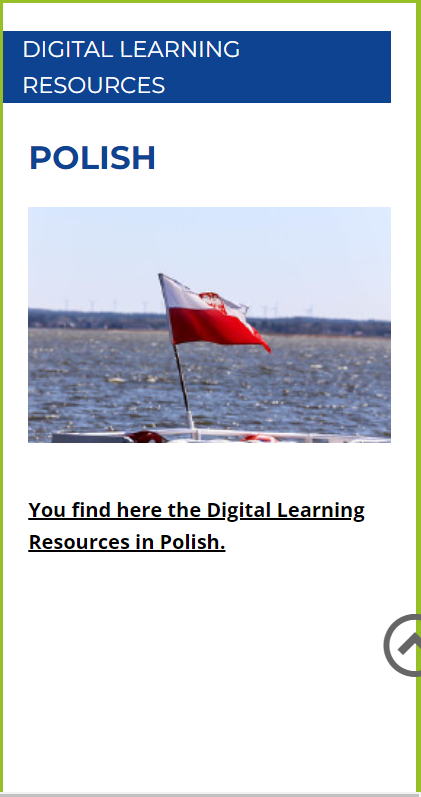 DIGITAL LEARNING
RESOURCES
POLISH
You find here the Digital Learning
Resources in Polish.